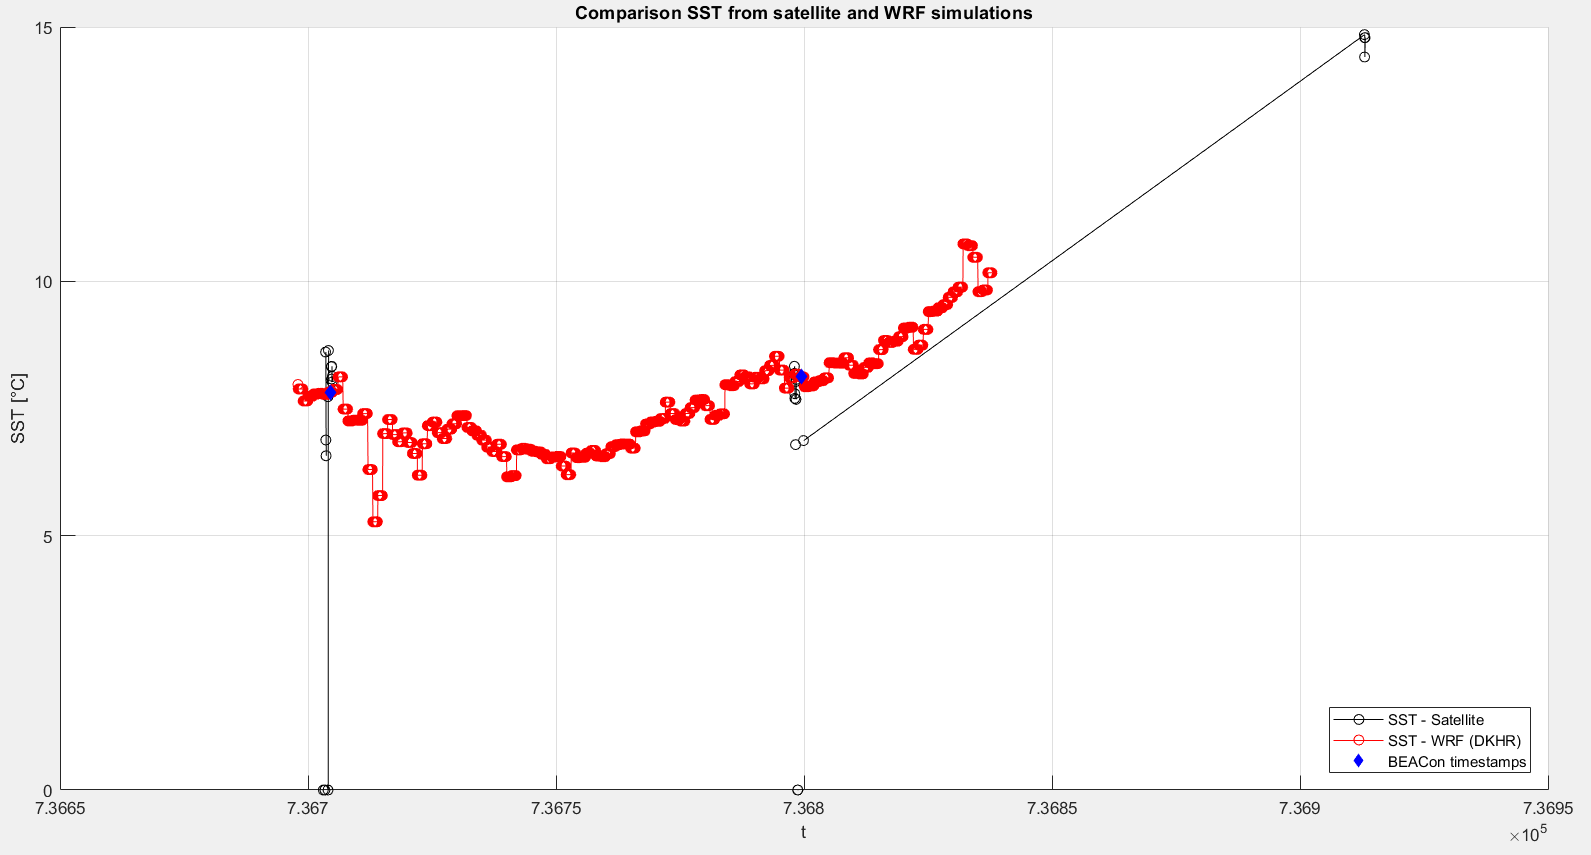 Comparison SST from satellite and WRF simulations
15
10
5
0
SST [°C]
7.3665 7.367 7.3675 7.368 7.3685 7.369 7.3695
×10^5
t
SST - Satellite
SST - WRF (DKHR)
BEACon timestamps